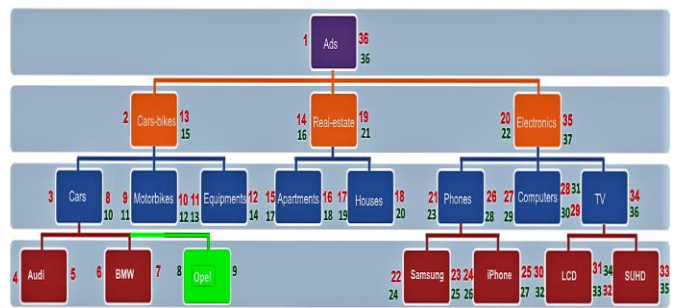 1 Ads 36
36
2 Cars-bikes 13
15
14 Real-estate 19
16 21
20 Electronics 35
22 37
3 Cars 8
10
9 Motorbikes 10
11 12
11 Equipments 12
13 14
15 Apartments 16
17 18
17 Houses 18
19 20
21 Phones 26
23 28
27 Computers 28
29 30
31 TV 34
29 36
4 Audi 5
6 BMW 7
8 Opel 9
22 Samsung 23
24 25
24 iPhone 25
26 27
30 LCD 31
32 33
34 SUHD 33
32 35